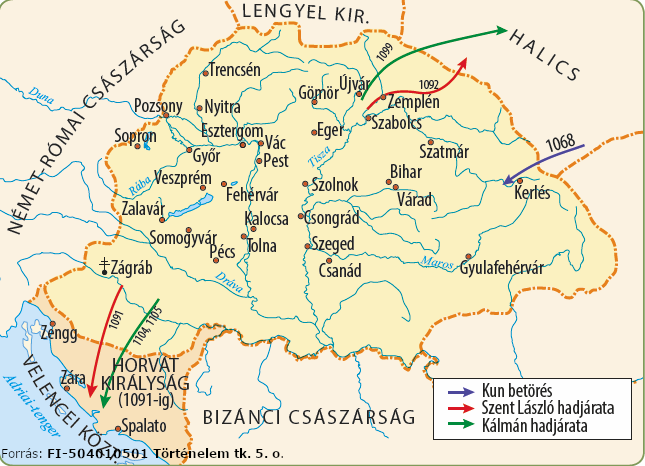 LENGYEL KIR.
HALICS
NÉMET-RÓMAI CSÁSZÁRSÁG
1099
1092
1068
Duna
Trencsén
Gömör
Újvár
Zemplén
Pozsony
Nyitra
Szabolcs
Sopron
Esztergom
Vác
Eger
Győr
Pest
Tisza
Szatmár
Rába
Veszprém
Fehérvár
Szolnok
Bihar
Várad
Kerlés
Zalavár
Kalocsa
Csongrád
Somogyvár
Tolna
Szeged
Pécs
Csanád
Maros
Gyulafehérvár
Zágráb
Dráva
1091
1104, 1105
Zengg
HORVÁT
KIRÁLYSÁG
(1091-ig)
Zára
VELENCEI KÖZT.
Adriai-tenger
Spalato
BIZÁNCI CSÁSZÁRSÁG
Kun betörés
Szent László hadjárata
Kálmán hadjárata
Forrás: FI-504010501 Történelem tk. 5. o.